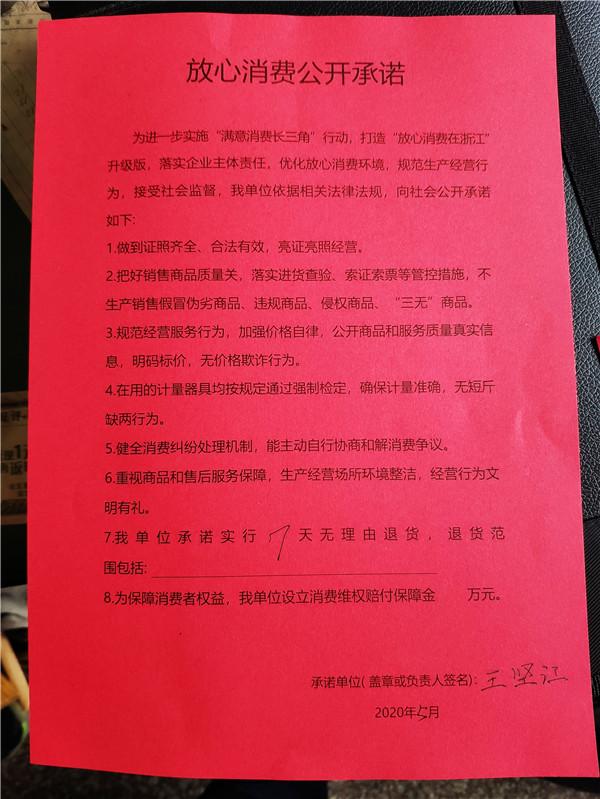 放心消费公开承诺
为进一步实施“满意消费长三角”行动，打造“放心消费在浙江”
升级版，落实企业主体责任，优化放心消费环境，规范生产经营行
为，接受社会监督，我单位依据相关法律法规，向社会公开承诺
如下：
1.做到证照齐全、合法有效，亮证亮照经营。
2.把好销售商品质量关，落实进货查验、索证索票等管控措施，不
生产销售假冒伪劣商品、违规商品、侵权商品、“三无”商品。
3.规范经营服务行为，加强价格自律，公开商品和服务质量真实信
息，明码标价，无价格欺诈行为。
4.在用的计量器具均按规定通过强制检定，确保计量准确，无短斤
缺两行为。
5.健全消费纠纷处理机制，能主动自行协商和解消费争议。
6.重视商品和售后服务保障，生产经营场所环境整洁，经营行为文
明有礼。
7.我单位承诺实行7天无理由退货，退货范
围包括：
8.为保障消费者权益，我单位设立消费维权赔付保障金 万元。
承诺单位(盖章或负责人签名)：王坚江
2020年5月